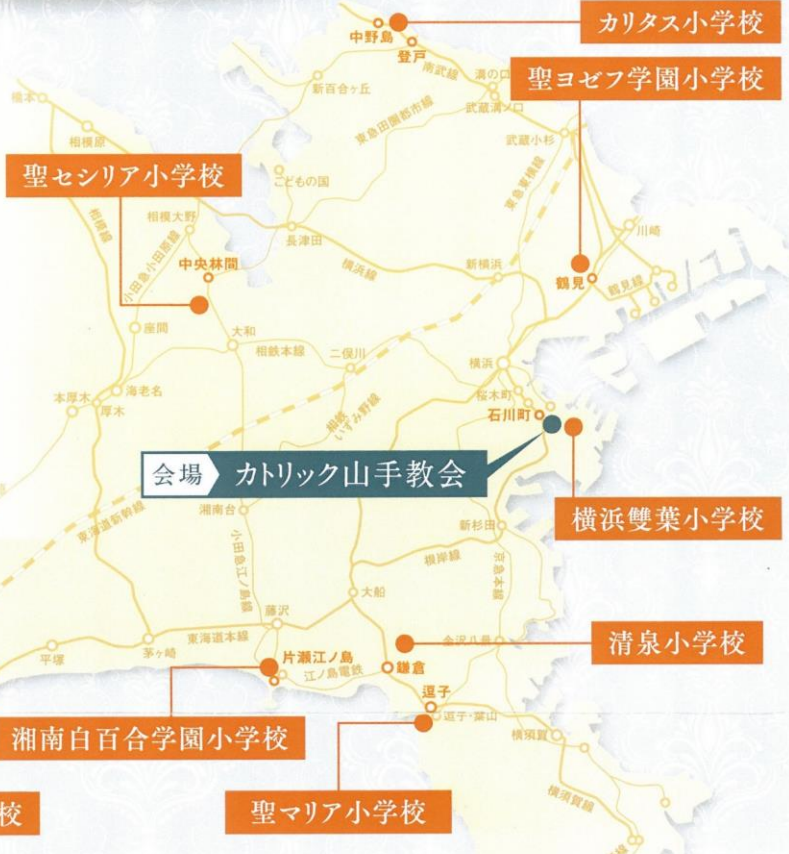 カリタス小学校
中野島
登戸
南武線
溝の口
聖ヨゼフ学園小学校
新百合ヶ丘
武蔵溝ノ口
橋本
東急田園都市線
相模原
武蔵小杉
聖セシリア小学校
こどもの国
東急東横線
相模線
相模大野
小田急小田原線
長津田
川崎
中央林間
横浜線
新横浜
鶴見
鶴見線
座間
大和
相鉄本線
二俣川
横浜
本厚木
海老名
厚木
桜木町
石川町
相鉄
いずみ野線
会場
カトリック山手教会
湘南台
東海道新幹線
新杉田
横浜雙葉小学校
小田急江ノ島線
根岸線
京急本線
大船
藤沢
東海道本線
金沢八景
清泉小学校
平塚
茅ヶ崎
片瀬江ノ島
江ノ島電鉄
鎌倉
逗子
逗子・葉山
湘南白百合学園小学校
横須賀
校
聖マリア小学校
横須賀線